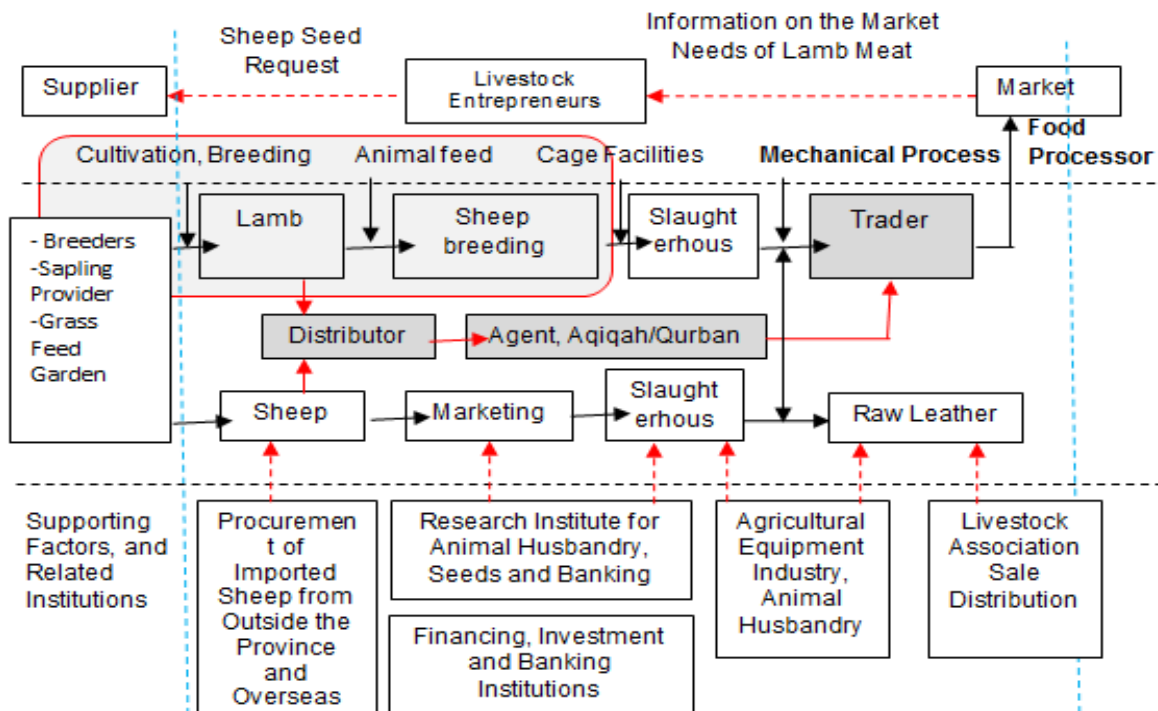 Sheep Seed
Request
Information on the Market
Needs of Lamb Meat
Supplier
Livestock
Entrepreneurs
Market
Food
Processor
Cultivation, Breeding
Animal feed
Cage Facilities
Mechanical Process
- Breeders
-Sapling
Provider
-Grass
Feed
Garden
Lamb
Sheep
breeding
Slaught
erhous
Trader
Distributor
Agent, Aqiqah/Qurban
Sheep
Marketing
Slaught
erhous
Raw Leather
Supporting
Factors, and
Related
Institutions
Procuremen
t of
Imported
Sheep from
Outside the
Province
and
Overseas
Research Institute for
Animal Husbandry,
Seeds and Banking
Financing, Investment
and Banking
Institutions
Agricultural
Equipment
Industry,
Animal
Husbandry
Livestock
Association
Sale
Distribution